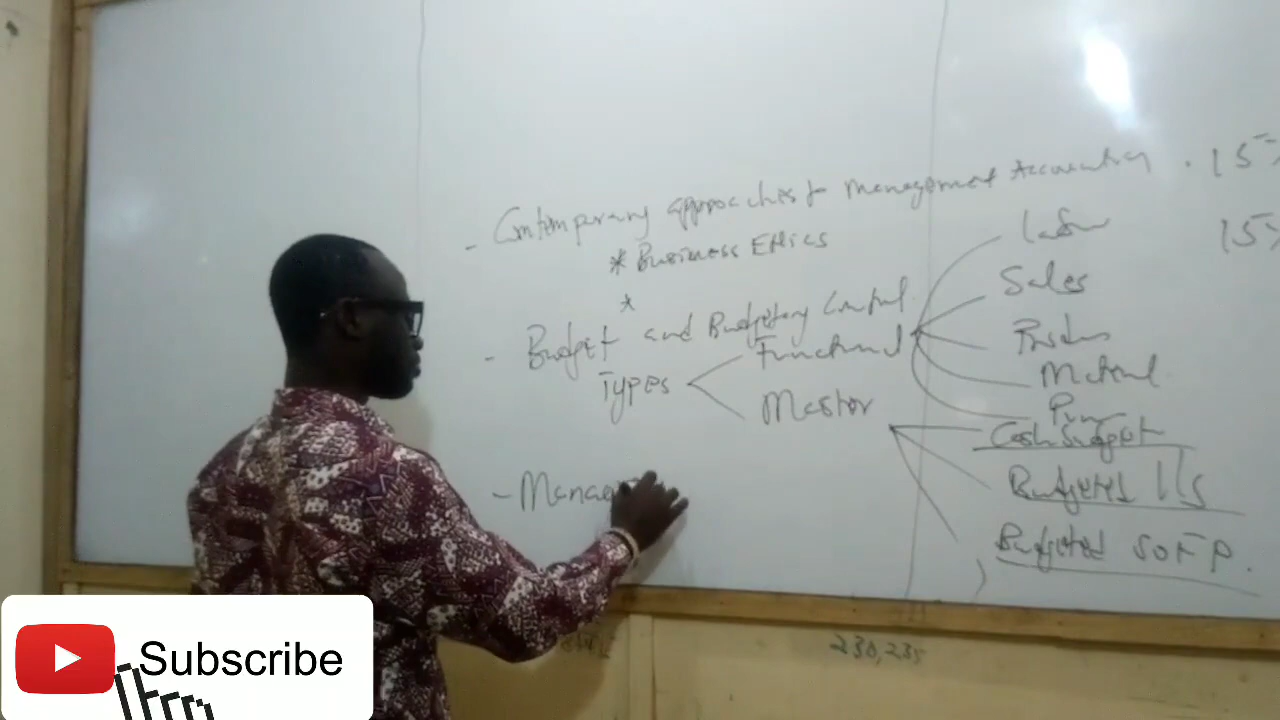 - Contemporary approaches to Management Accounting . 15%
* Business Ethics
*
- Budget and Budgetary Control 15%
Types
Functional
Master
Labour
Sales
Material
Cash Budget
Budgeted I/S
Budgeted SOFP.
- Manag
230,235
Subscribe